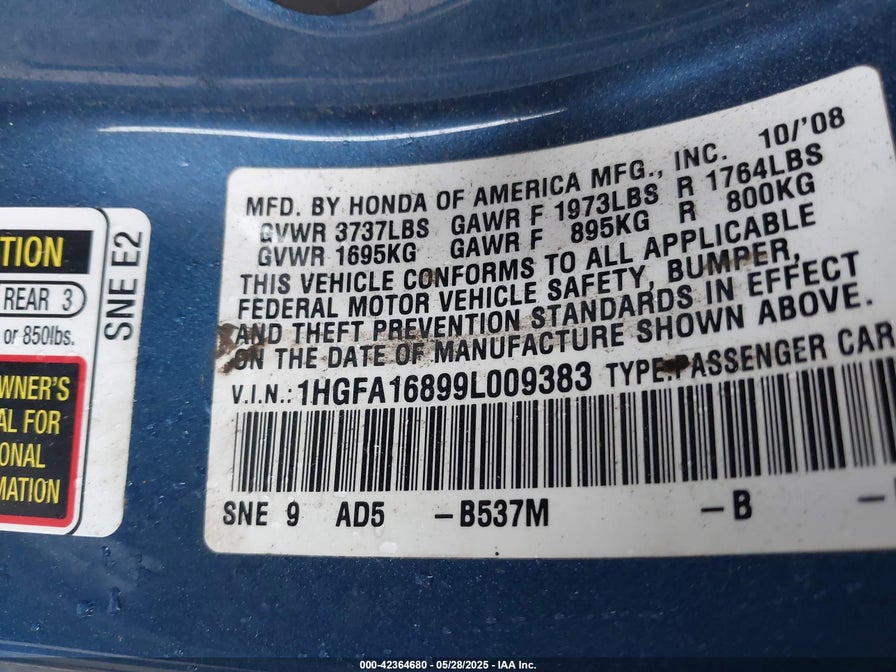 MFD. BY HONDA OF AMERICA MFG., INC. 10/'08
GVWR 3737LBS GAWR F 1973LBS R 1764LBS
GVWR 1695KG GAWR F 895KG R 800KG
THIS VEHICLE CONFORMS TO ALL APPLICABLE
FEDERAL MOTOR VEHICLE SAFETY, BUMPER,
AND THEFT PREVENTION STANDARDS IN EFFECT
ON THE DATE OF MANUFACTURE SHOWN ABOVE.
V.I.N.: 1HGFA16899L009383 TYPE:PASSENGER CAR
SNE 9 AD5 -B537M -B -
TION
REAR 3
or 850lbs.
WNER'S
AL FOR
ONAL
MATION
SNE E2
000-42364680 - 05/28/2025 - IAA Inc.